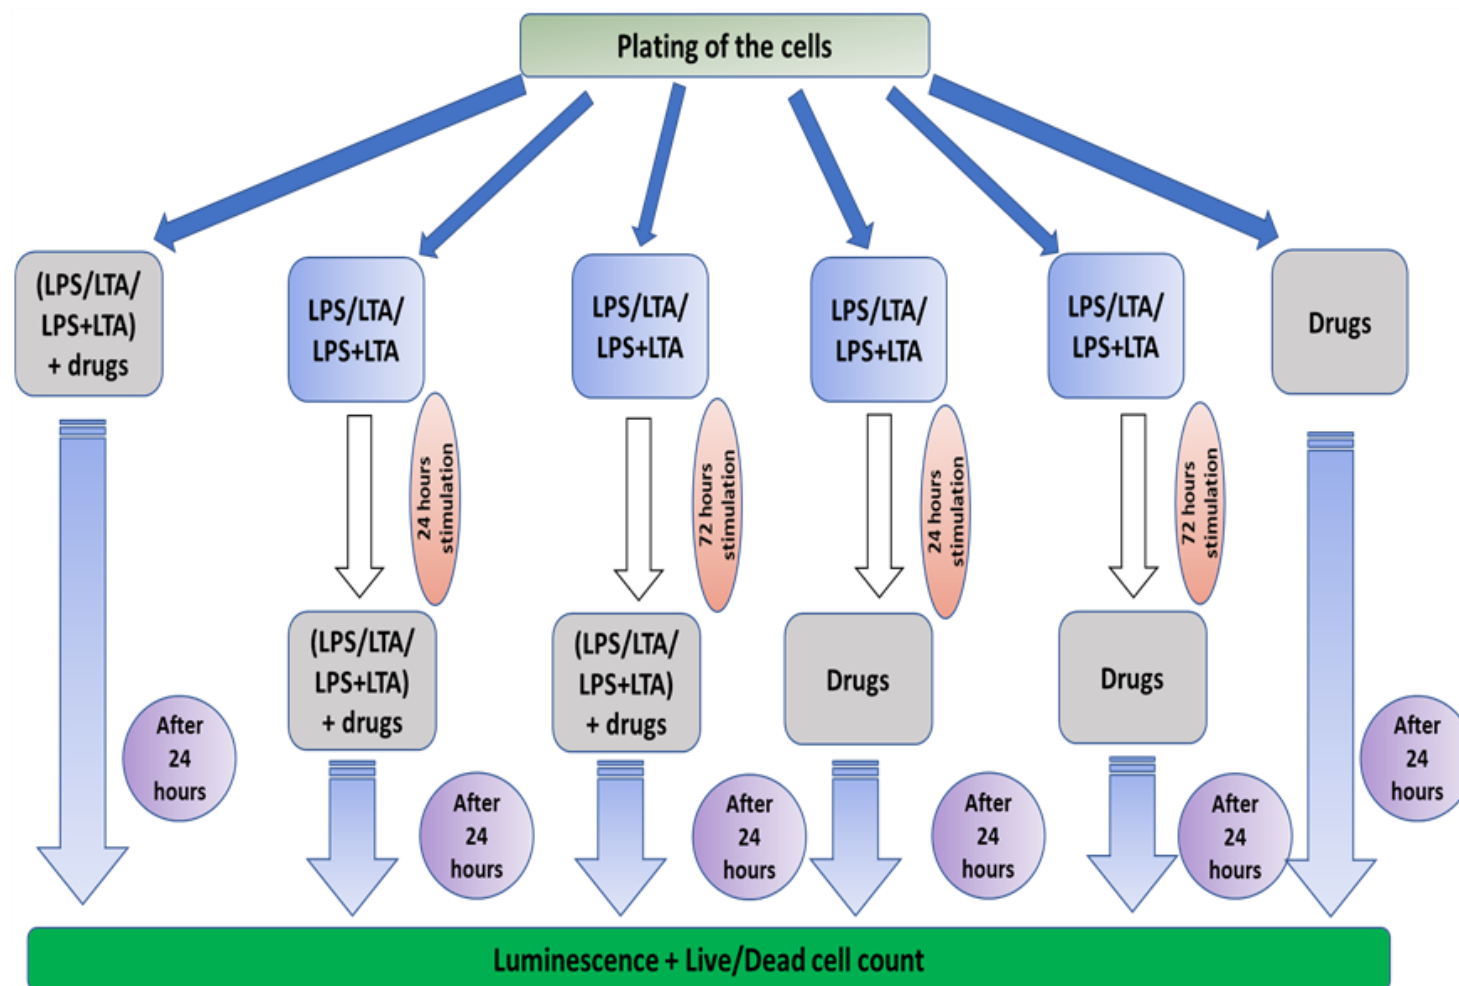 Plating of the cells
(LPS/LTA/
LPS+LTA)
+ drugs
LPS/LTA/
LPS+LTA
LPS/LTA/
LPS+LTA
LPS/LTA/
LPS+LTA
LPS/LTA/
LPS+LTA
Drugs
24 hours
stimulation
72 hours
stimulation
24 hours
stimulation
72 hours
stimulation
(LPS/LTA/
LPS+LTA)
+ drugs
(LPS/LTA/
LPS+LTA)
+ drugs
Drugs
Drugs
After
24
hours
After
24
hours
After
24
hours
After
24
hours
After
24
hours
After
24
hours
Luminescence + Live/Dead cell count